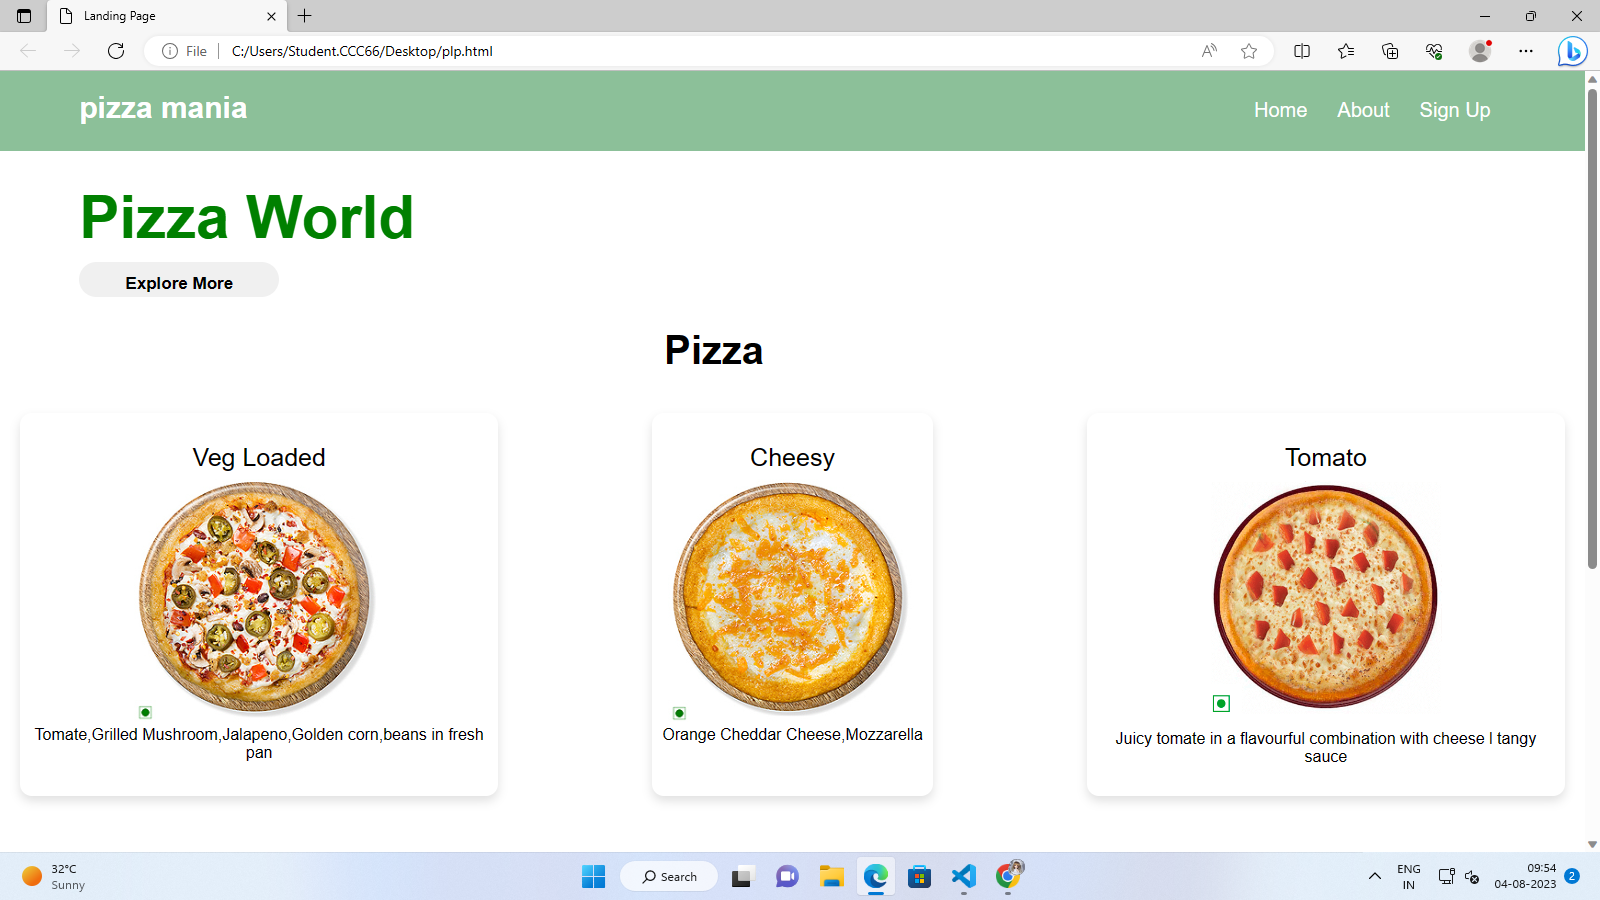 Landing Page
File
C:/Users/Student.CCC66/Desktop/plp.html
pizza mania
Home About Sign Up
Pizza World
Explore More
Pizza
Veg Loaded
Tomate,Grilled Mushroom,Jalapeno,Golden corn,beans in fresh
pan
Cheesy
Orange Cheddar Cheese,Mozzarella
Tomato
Juicy tomate in a flavourful combination with cheese I tangy
sauce
32°C
Sunny
Search
ENG
IN
09:54
04-08-2023
2